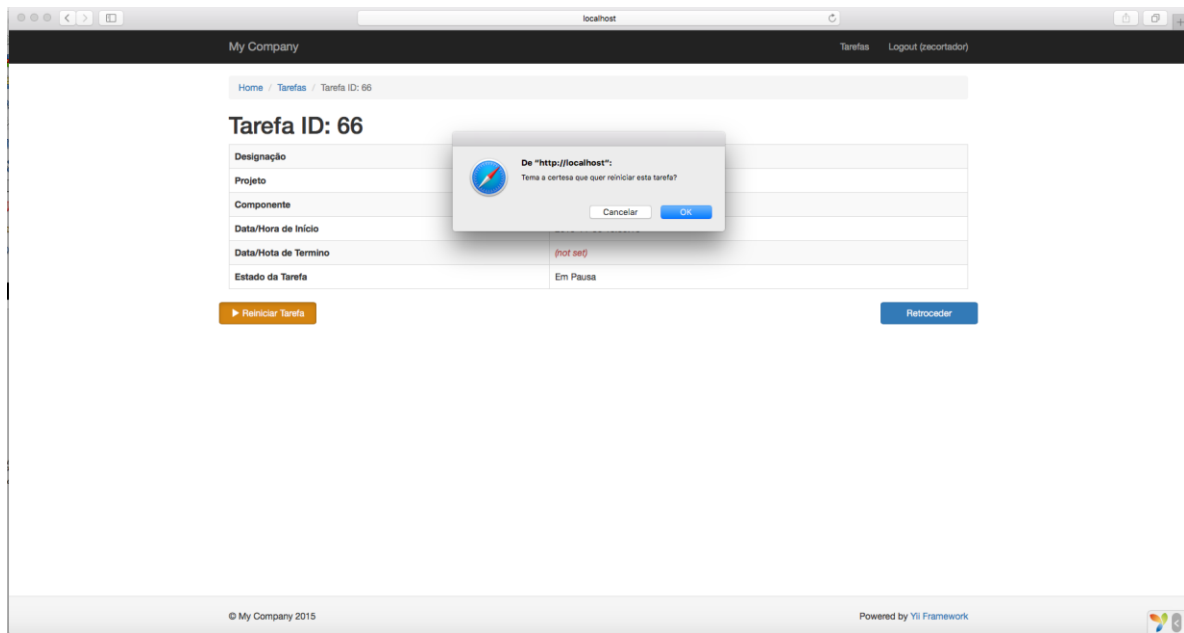 localhost
My Company Tarefas Logout (zecortador)
Home / Tarefas / Tarefa ID: 66
Tarefa ID: 66
De "http://localhost":
Tema a certesa que quer reiniciar esta tarefa?
Cancelar OK
Designação
Projeto
Componente
Data/Hora de Início
Data/Hota de Termino (not set)
Estado da Tarefa Em Pausa
Reiniciar Tarefa Retroceder
© My Company 2015 Powered by Yii Framework